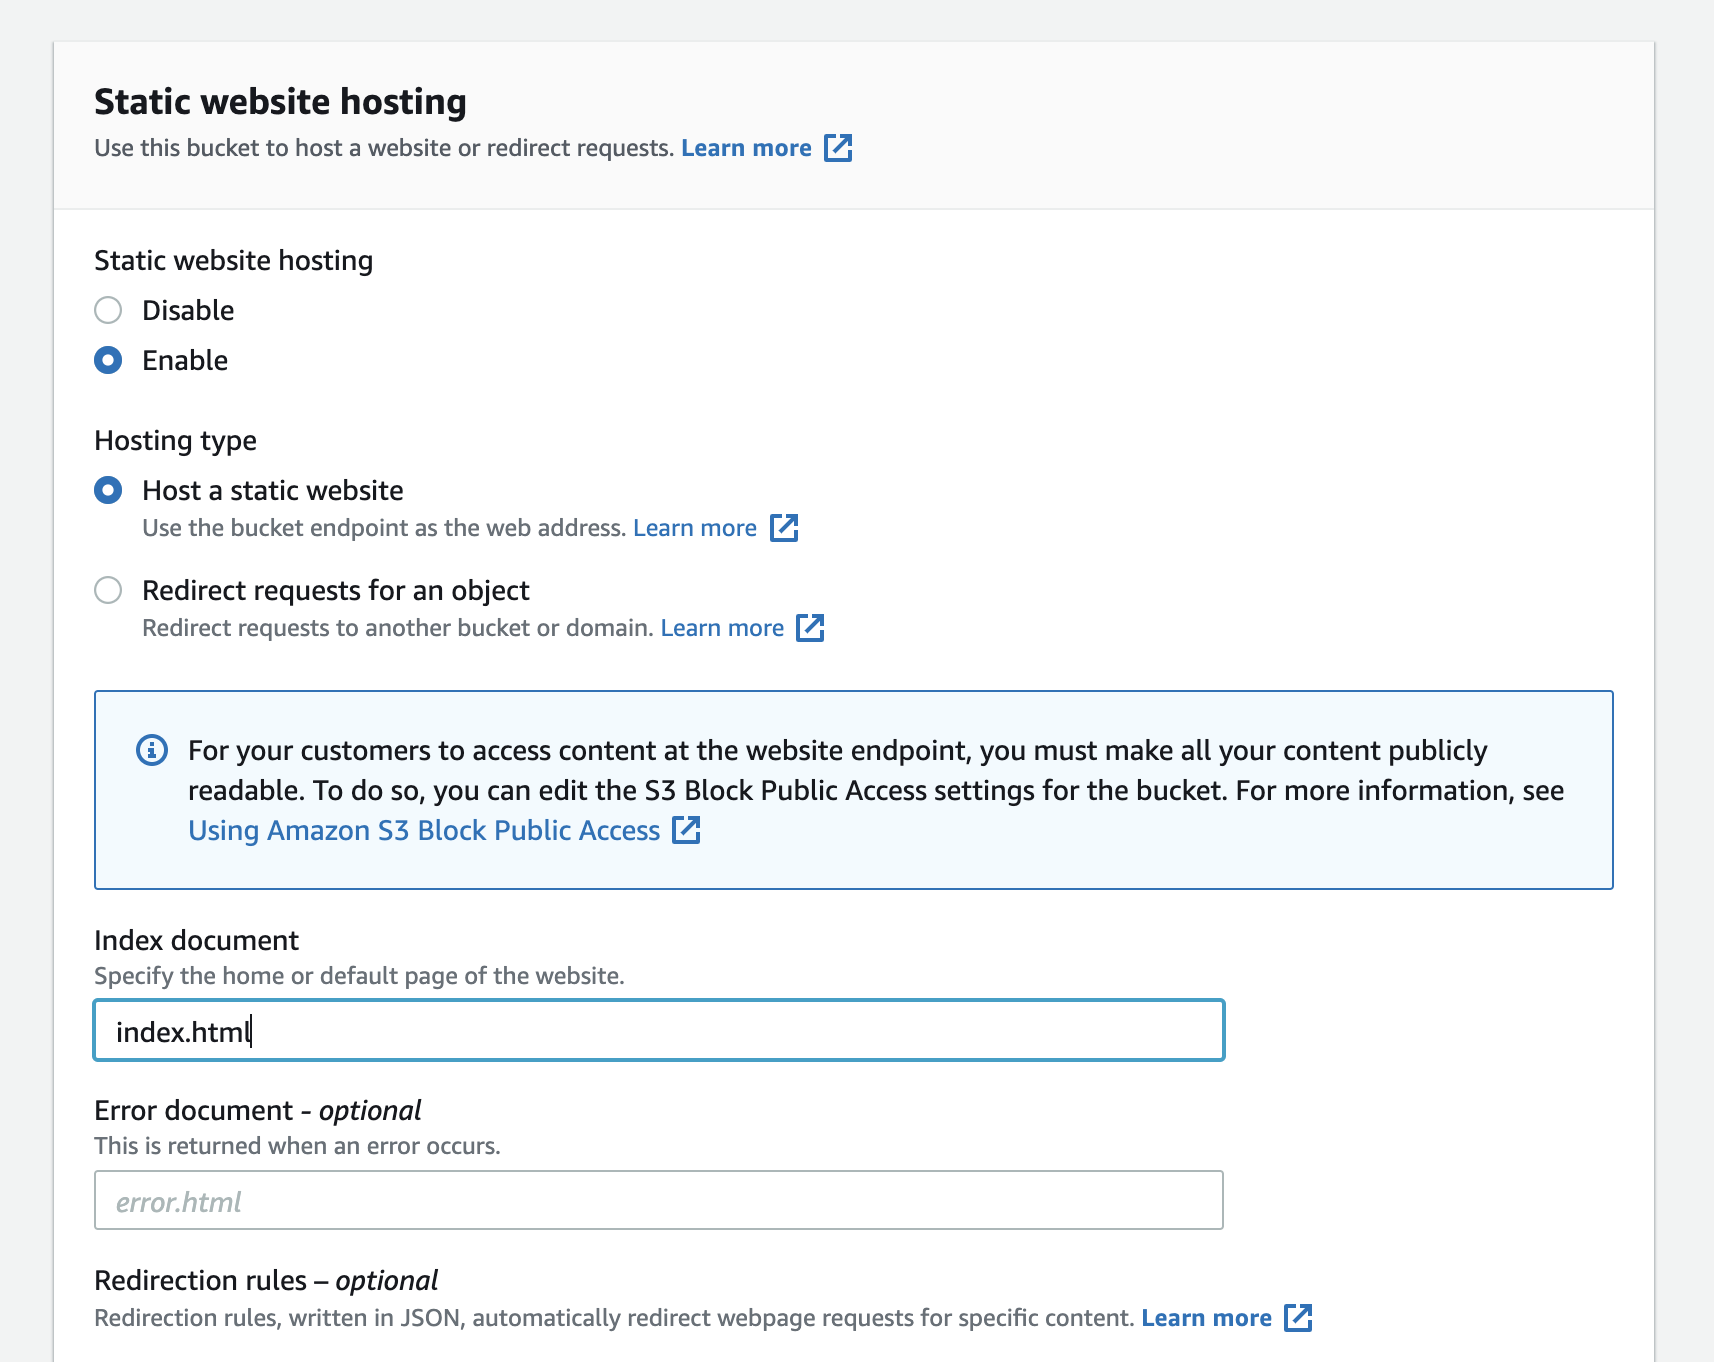 Static website hosting
Use this bucket to host a website or redirect requests. Learn more
Static website hosting
Disable
Enable
Hosting type
Host a static website
Use the bucket endpoint as the web address. Learn more
Redirect requests for an object
Redirect requests to another bucket or domain. Learn more
For your customers to access content at the website endpoint, you must make all your content publicly
readable. To do so, you can edit the S3 Block Public Access settings for the bucket. For more information, see
Using Amazon S3 Block Public Access
Index document
Specify the home or default page of the website.
index.html
Error document - optional
This is returned when an error occurs.
error.html
Redirection rules – optional
Redirection rules, written in JSON, automatically redirect webpage requests for specific content. Learn more